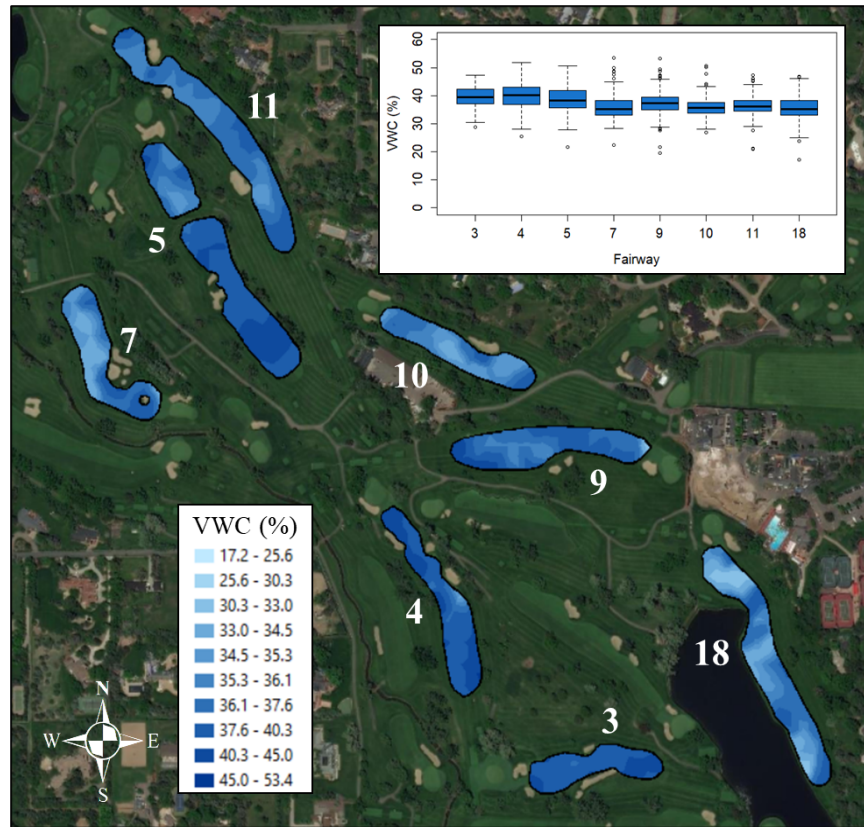 11
60
50
40
30
20
10
0
VWC (%)
3 4 5 7 9 10 11 18
Fairway
5
7
10
9
VWC (%)
17.2 - 25.6
25.6 - 30.3
30.3 - 33.0
33.0 - 34.5
34.5 - 35.3
35.3 - 36.1
36.1 - 37.6
37.6 - 40.3
40.3 - 45.0
45.0 - 53.4
4
18
3
N
W E
S